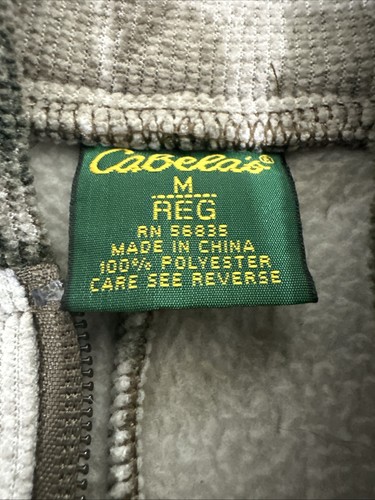 Cabela's®
M
REG
RN 56835
MADE IN CHINA
100% POLYESTER
CARE SEE REVERSE